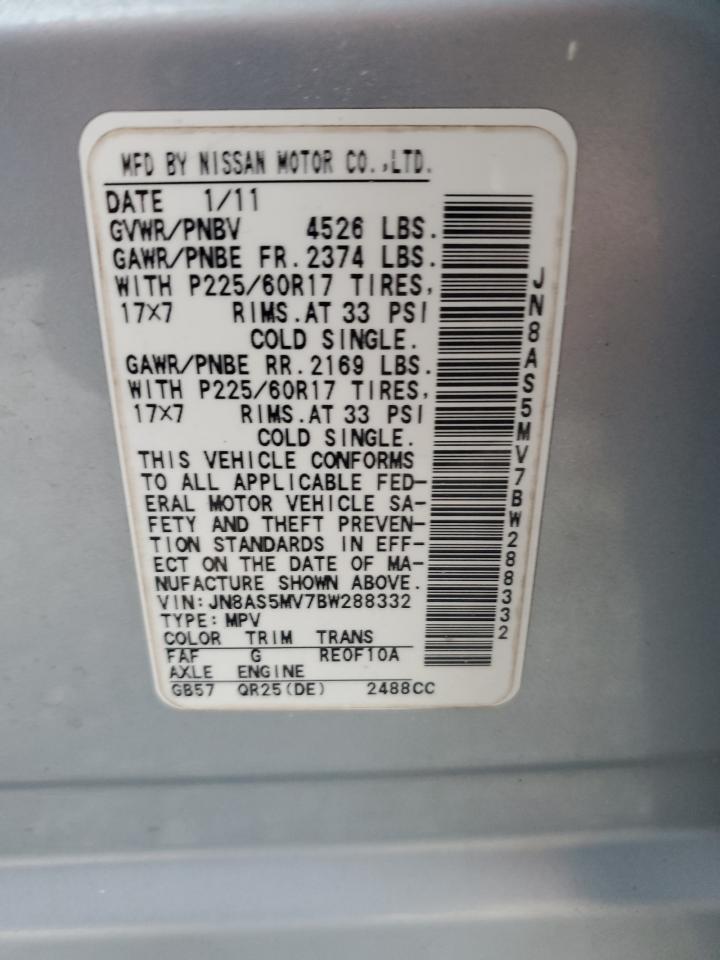 MFD BY NISSAN MOTOR CO.,LTD.
DATE 1/11
GVWR/PNBV 4526 LBS.
GAWR/PNBE FR.2374 LBS.
WITH P225/60R17 TIRES,
17×7 RIMS.AT 33 PSI
COLD SINGLE.
GAWR/PNBE RR.2169 LBS.
WITH P225/60R17 TIRES,
17×7 RIMS.AT 33 PSI
COLD SINGLE.
THIS VEHICLE CONFORMS
TO ALL APPLICABLE FED-
ERAL MOTOR VEHICLE SA-
FETY AND THEFT PREVEN-
TION STANDARDS IN EFF-
ECT ON THE DATE OF MA-
NUFACTURE SHOWN ABOVE.
VIN:JN8AS5MV7BW288332
TYPE:MPV
COLOR TRIM TRANS
FAF G RE0F10A
AXLE ENGINE
GB57 QR25(DE) 2488CC
JN8AS5MV7BW288332